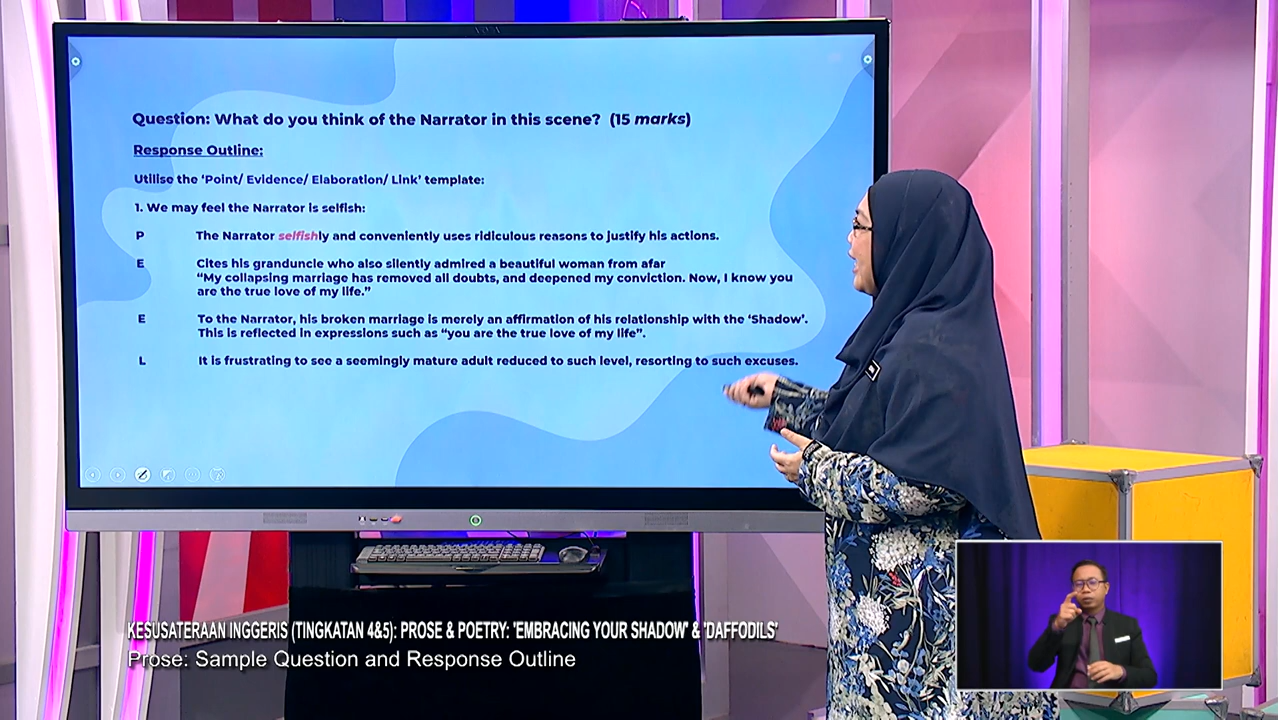 Question: What do you think of the Narrator in this scene? (15 marks)
Response Outline:
Utilise the ‘Point/ Evidence/ Elaboration/ Link’ template:
1. We may feel the Narrator is selfish:
P The Narrator selfishly and conveniently uses ridiculous reasons to justify his actions.
E Cites his granduncle who also silently admired a beautiful woman from afar
“My collapsing marriage has removed all doubts, and deepened my conviction. Now, I know you
are the true love of my life.”
E To the Narrator, his broken marriage is merely an affirmation of his relationship with the ‘Shadow’.
This is reflected in expressions such as “you are the true love of my life”.
L It is frustrating to see a seemingly mature adult reduced to such level, resorting to such excuses.
KESUSATERAAN INGGERIS (TINGKATAN 4&5): PROSE & POETRY: 'EMBRACING YOUR SHADOW' & 'DAFFODILS'
Prose: Sample Question and Response Outline